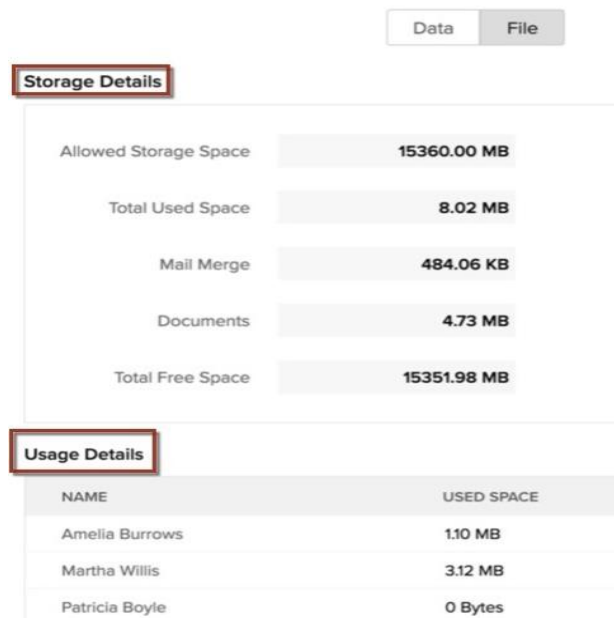 Data File
Storage Details
Allowed Storage Space 15360.00 MB
Total Used Space 8.02 MB
Mail Merge 484.06 KB
Documents 4.73 MB
Total Free Space 15351.98 MB
Usage Details
NAME USED SPACE
Amelia Burrows 1.10 MB
Martha Willis 3.12 MB
Patricia Boyle 0 Bytes